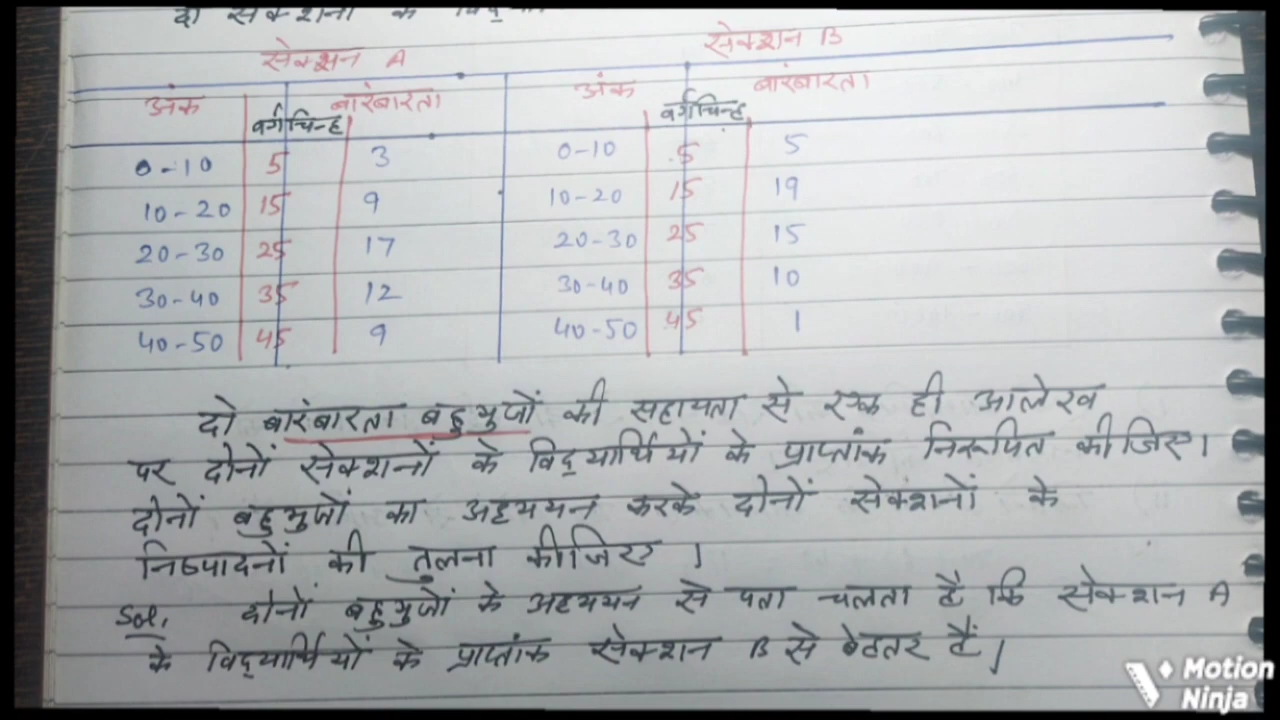 दो सेक्शनों के
सेक्शन A सेक्शन B
अंक वर्गचिन्ह बारंबारता अंक वर्गचिन्ह बारंबारता
0-10 5 3 0-10 5 5
10-20 15 9 10-20 15 19
20-30 25 17 20-30 25 15
30-40 35 12 30-40 35 10
40-50 45 9 40-50 45 1
दो बारंबारता बहुभुजों की सहायता से एक ही आलेख
पर दोनों सेक्शनों के विद्यार्थियों के प्राप्तांक निरूपित कीजिए।
दोनों बहुभुजों का अध्ययन करके दोनों सेक्शनों के
निष्पादनों की तुलना कीजिए ।
Sol. दोनों बहुभुजों के अध्ययन से पता चलता है कि सेक्शन A
के विद्यार्थियों के प्राप्तांक सेक्शन B से बेहतर हैं।
Motion
Ninja